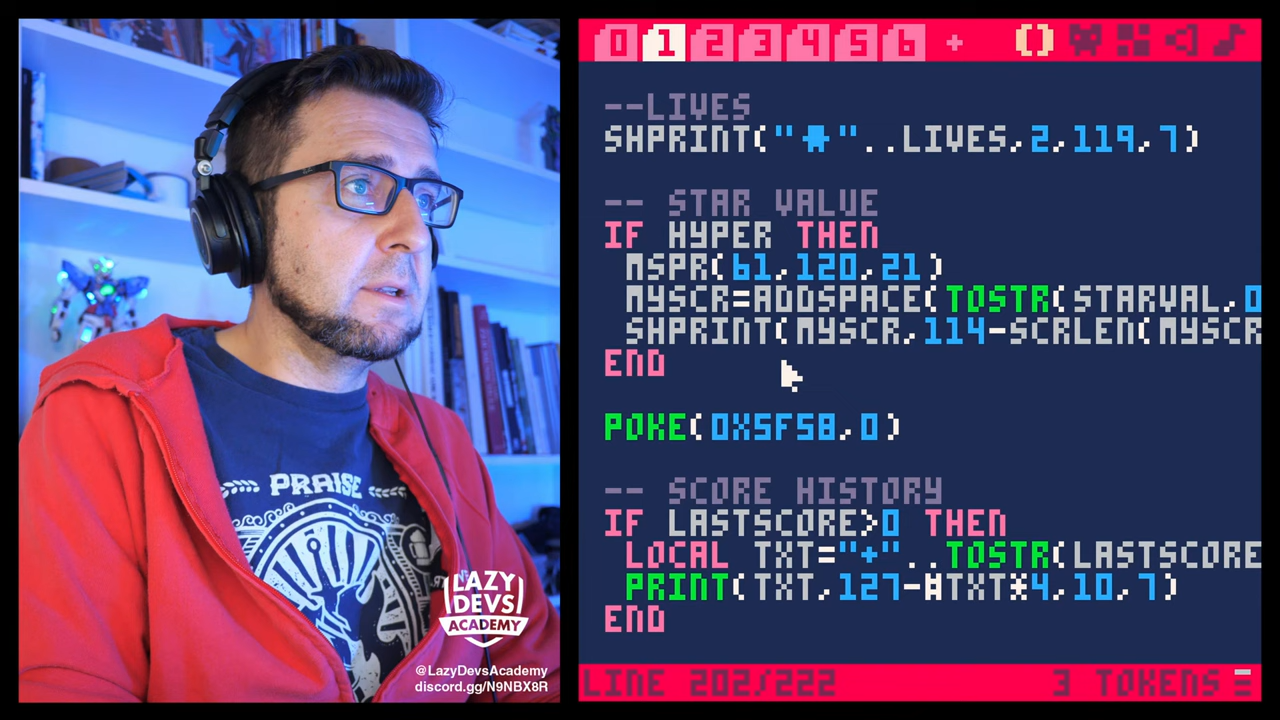 PRAISE
LAZY
DEVS
ACADEMY
@LazyDevsAcademy
discord.gg/N9NBX8R
0 1 2 3 4 5 6 +
--LIVES
SHPRINT("🐱"..LIVES,2,119,7)
-- STAR VALUE
IF HYPER THEN
MSPR(61,120,21)
MYSCR=ADDSPACE(TOSTR(STARVAL,0
SHPRINT(MYSCR,114-SCRLEN(MYSCR
END
POKE(0X5F58,0)
-- SCORE HISTORY
IF LASTSCORE>0 THEN
LOCAL TXT="+"..TOSTR(LASTSCORE
PRINT(TXT,127-#TXT*4,10,7)
END
LINE 202/222
3 TOKENS